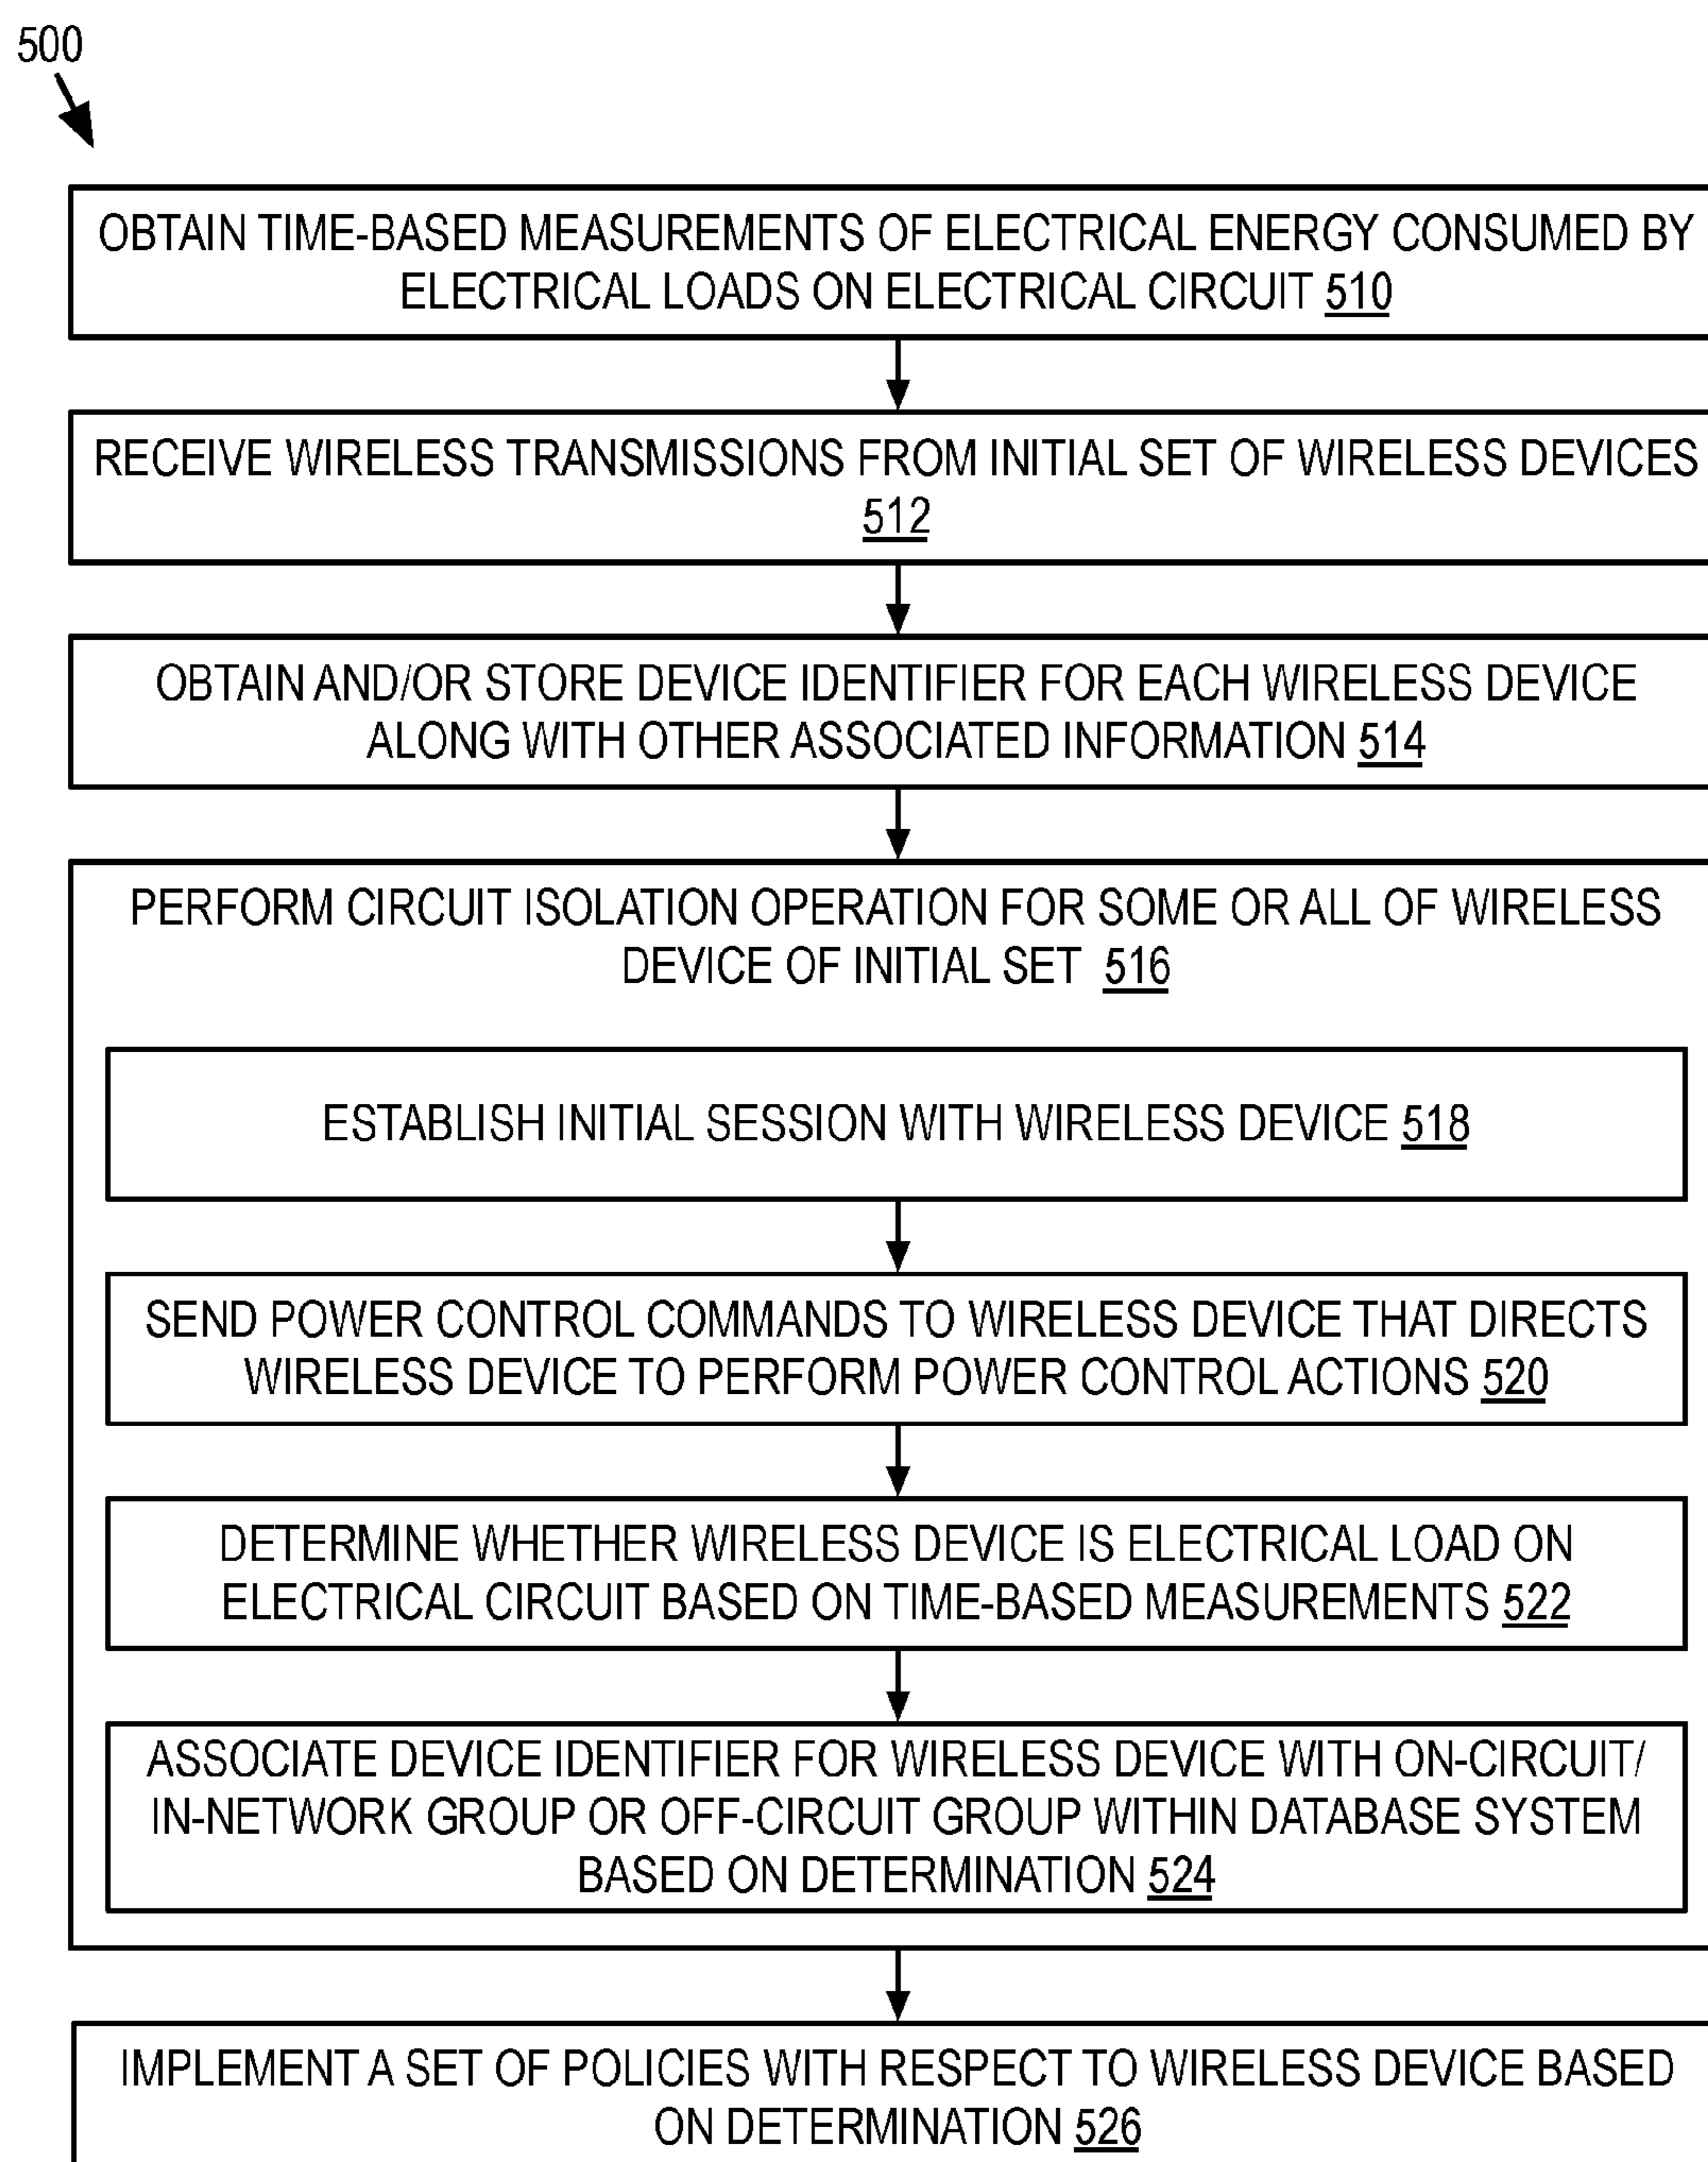 500
OBTAIN TIME-BASED MEASUREMENTS OF ELECTRICAL ENERGY CONSUMED BY
ELECTRICAL LOADS ON ELECTRICAL CIRCUIT 510
RECEIVE WIRELESS TRANSMISSIONS FROM INITIAL SET OF WIRELESS DEVICES
512
OBTAIN AND/OR STORE DEVICE IDENTIFIER FOR EACH WIRELESS DEVICE
ALONG WITH OTHER ASSOCIATED INFORMATION 514
PERFORM CIRCUIT ISOLATION OPERATION FOR SOME OR ALL OF WIRELESS
DEVICE OF INITIAL SET 516
ESTABLISH INITIAL SESSION WITH WIRELESS DEVICE 518
SEND POWER CONTROL COMMANDS TO WIRELESS DEVICE THAT DIRECTS
WIRELESS DEVICE TO PERFORM POWER CONTROL ACTIONS 520
DETERMINE WHETHER WIRELESS DEVICE IS ELECTRICAL LOAD ON
ELECTRICAL CIRCUIT BASED ON TIME-BASED MEASUREMENTS 522
ASSOCIATE DEVICE IDENTIFIER FOR WIRELESS DEVICE WITH ON-CIRCUIT/
IN-NETWORK GROUP OR OFF-CIRCUIT GROUP WITHIN DATABASE SYSTEM
BASED ON DETERMINATION 524
IMPLEMENT A SET OF POLICIES WITH RESPECT TO WIRELESS DEVICE BASED
ON DETERMINATION 526